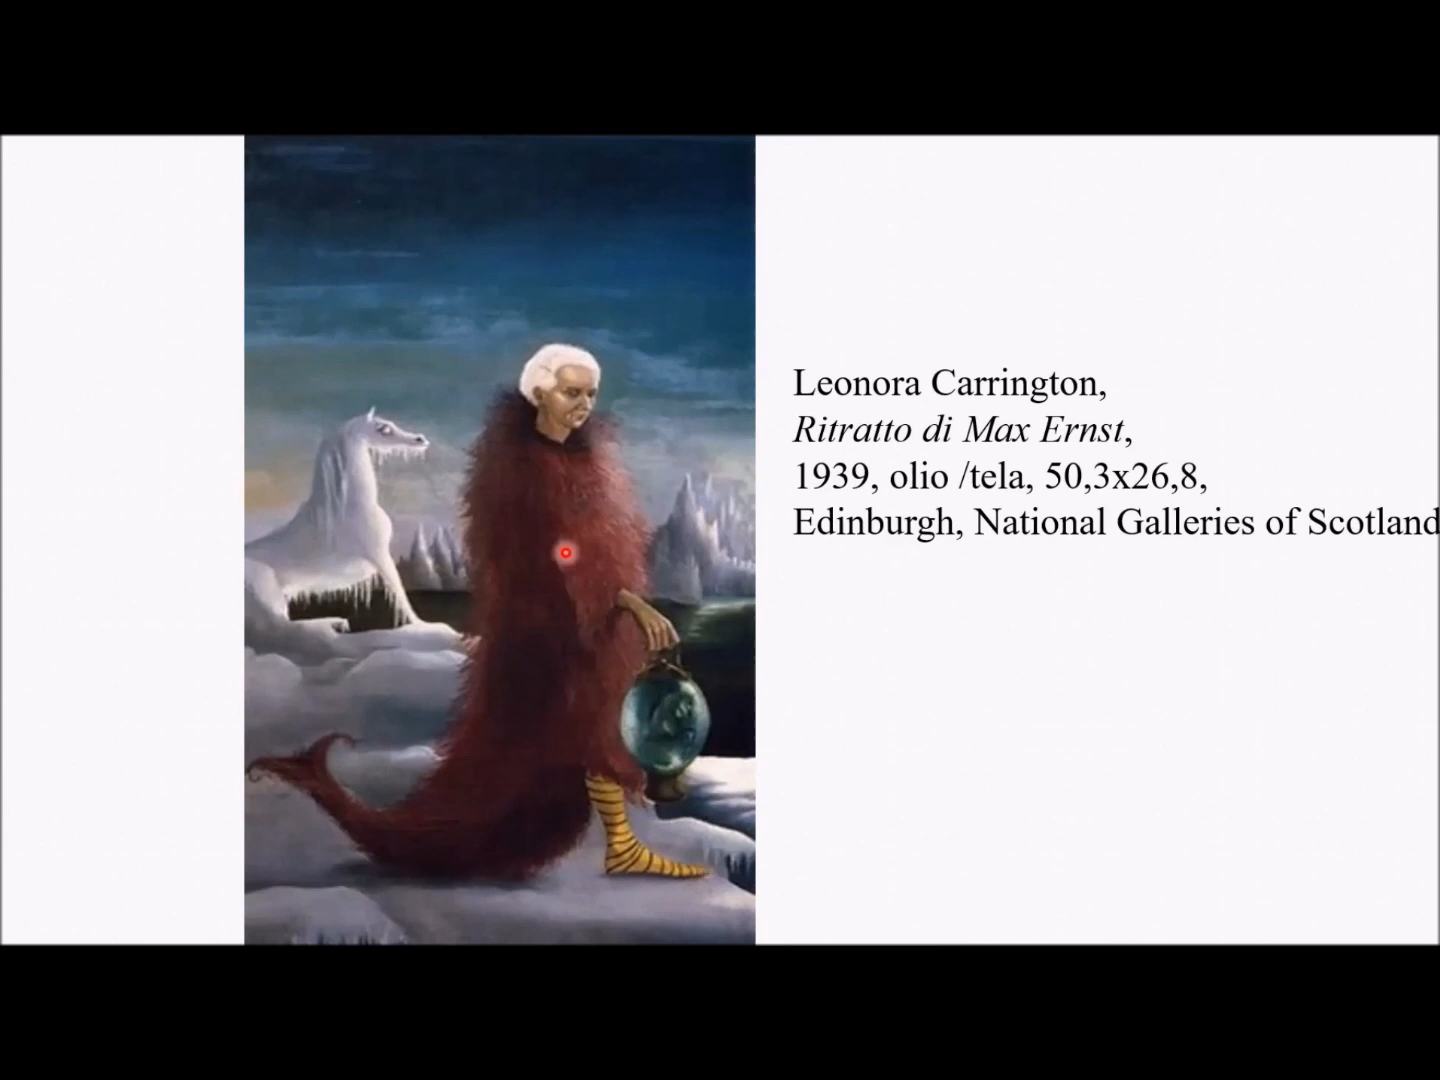 Leonora Carrington,
Ritratto di Max Ernst,
1939, olio /tela, 50,3x26,8,
Edinburgh, National Galleries of Scotland